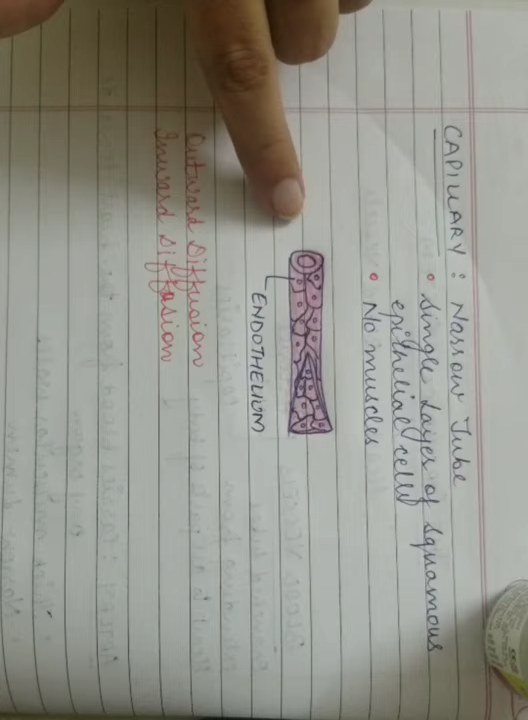 CAPILLARY : Narrow Tube
• Single Layer of Squamous
epithelial cells
• No muscles
ENDOTHELIUM
Outward Diffusion
Inward Diffusion